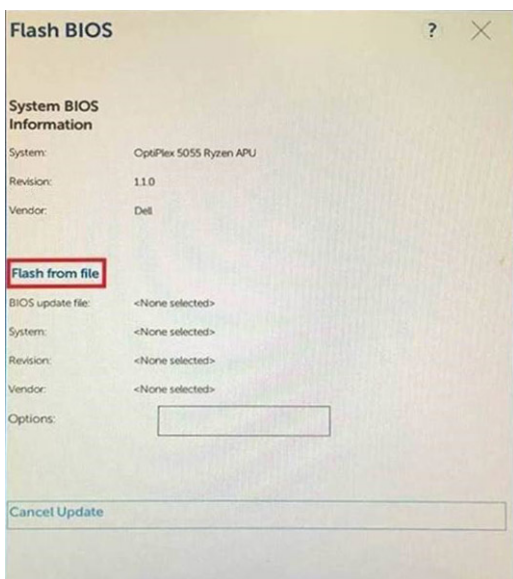 Flash BIOS ?
System BIOS
Information
System: OptiPlex 5055 Ryzen APU
Revision: 1.1.0
Vendor: Dell
Flash from file
BIOS update file: <None selected>
System: <None selected>
Revision: <None selected>
Vendor: <None selected>
Options:
Cancel Update